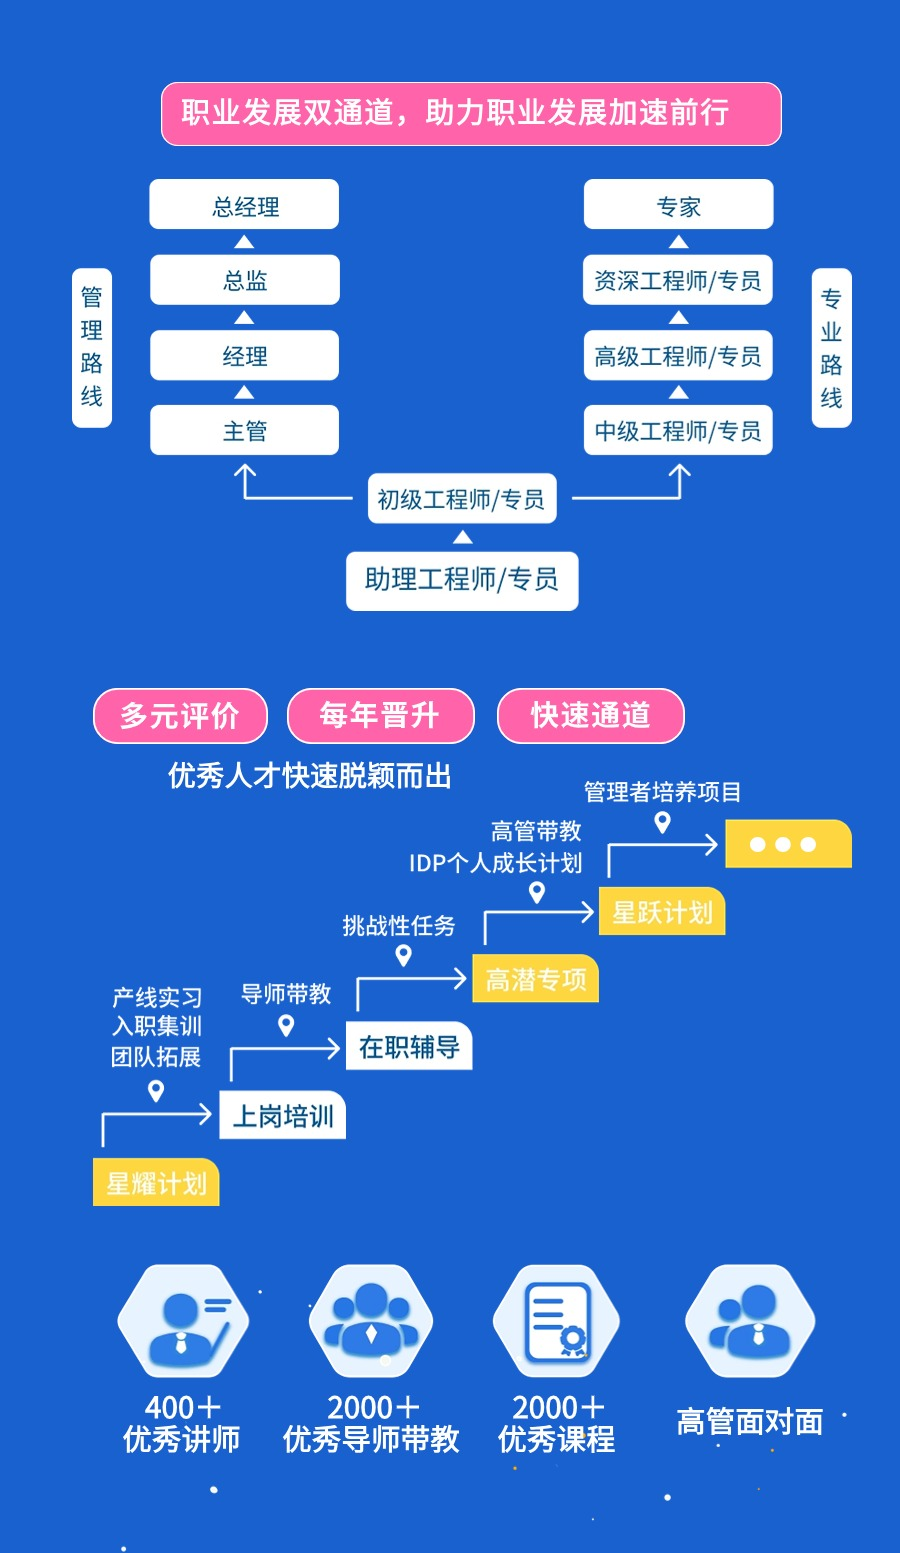 职业发展双通道，助力职业发展加速前行
总经理
总监
经理
主管
管理路线
专家
资深工程师/专员
高级工程师/专员
中级工程师/专员
专业路线
初级工程师/专员
助理工程师/专员
多元评价
每年晋升
快速通道
优秀人才快速脱颖而出
管理者培养项目
高管带教
IDP个人成长计划
星跃计划
挑战性任务
高潜专项
产线实习
入职集训
团队拓展
导师带教
在职辅导
上岗培训
星耀计划
400＋
优秀讲师
2000＋
优秀导师带教
2000＋
优秀课程
高管面对面